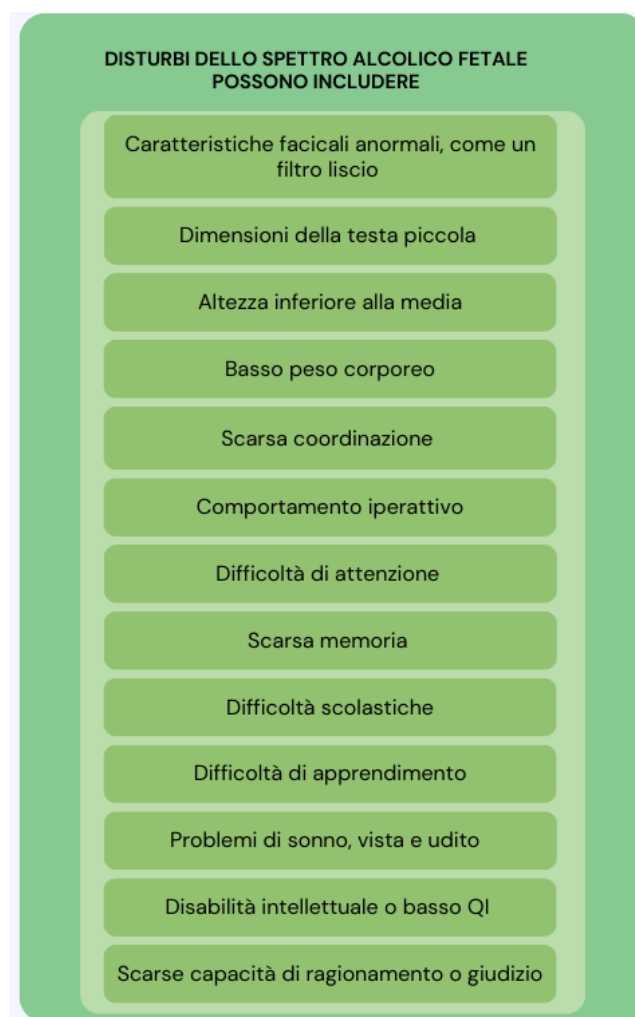 DISTURBI DELLO SPETTRO ALCOLICO FETALE
POSSONO INCLUDERE
Caratteristiche facicali anormali, come un
filtro liscio
Dimensioni della testa piccola
Altezza inferiore alla media
Basso peso corporeo
Scarsa coordinazione
Comportamento iperattivo
Difficoltà di attenzione
Scarsa memoria
Difficoltà scolastiche
Difficoltà di apprendimento
Problemi di sonno, vista e udito
Disabilità intellettuale o basso QI
Scarse capacità di ragionamento o giudizio